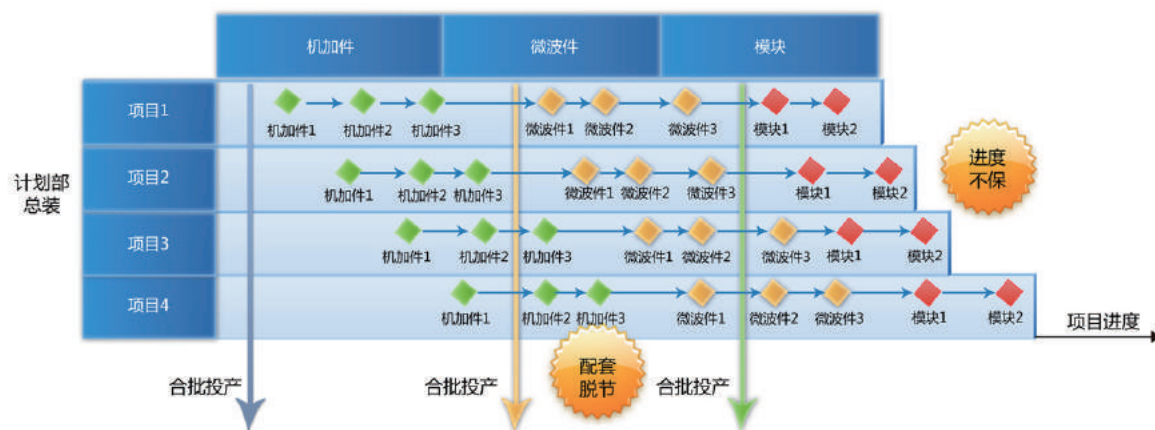 机加件 微波件 模块
项目1
机加件1 机加件2 机加件3 微波件1 微波件2 微波件3 模块1 模块2
项目2
机加件1 机加件2 机加件3 微波件1 微波件2 微波件3 模块1 模块2
项目3
机加件1 机加件2 机加件3 微波件1 微波件2 微波件3 模块1 模块2
项目4
机加件1 机加件2 机加件3 微波件1 微波件2 微波件3 模块1 模块2
计划部
总装
进度
不保
项目进度
配套
脱节
合批投产 合批投产 合批投产